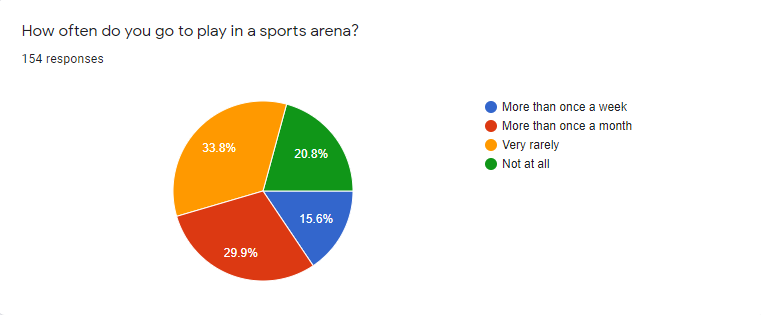 How often do you go to play in a sports arena?
154 responses
33.8%
20.8%
15.6%
29.9%
More than once a week
More than once a month
Very rarely
Not at all